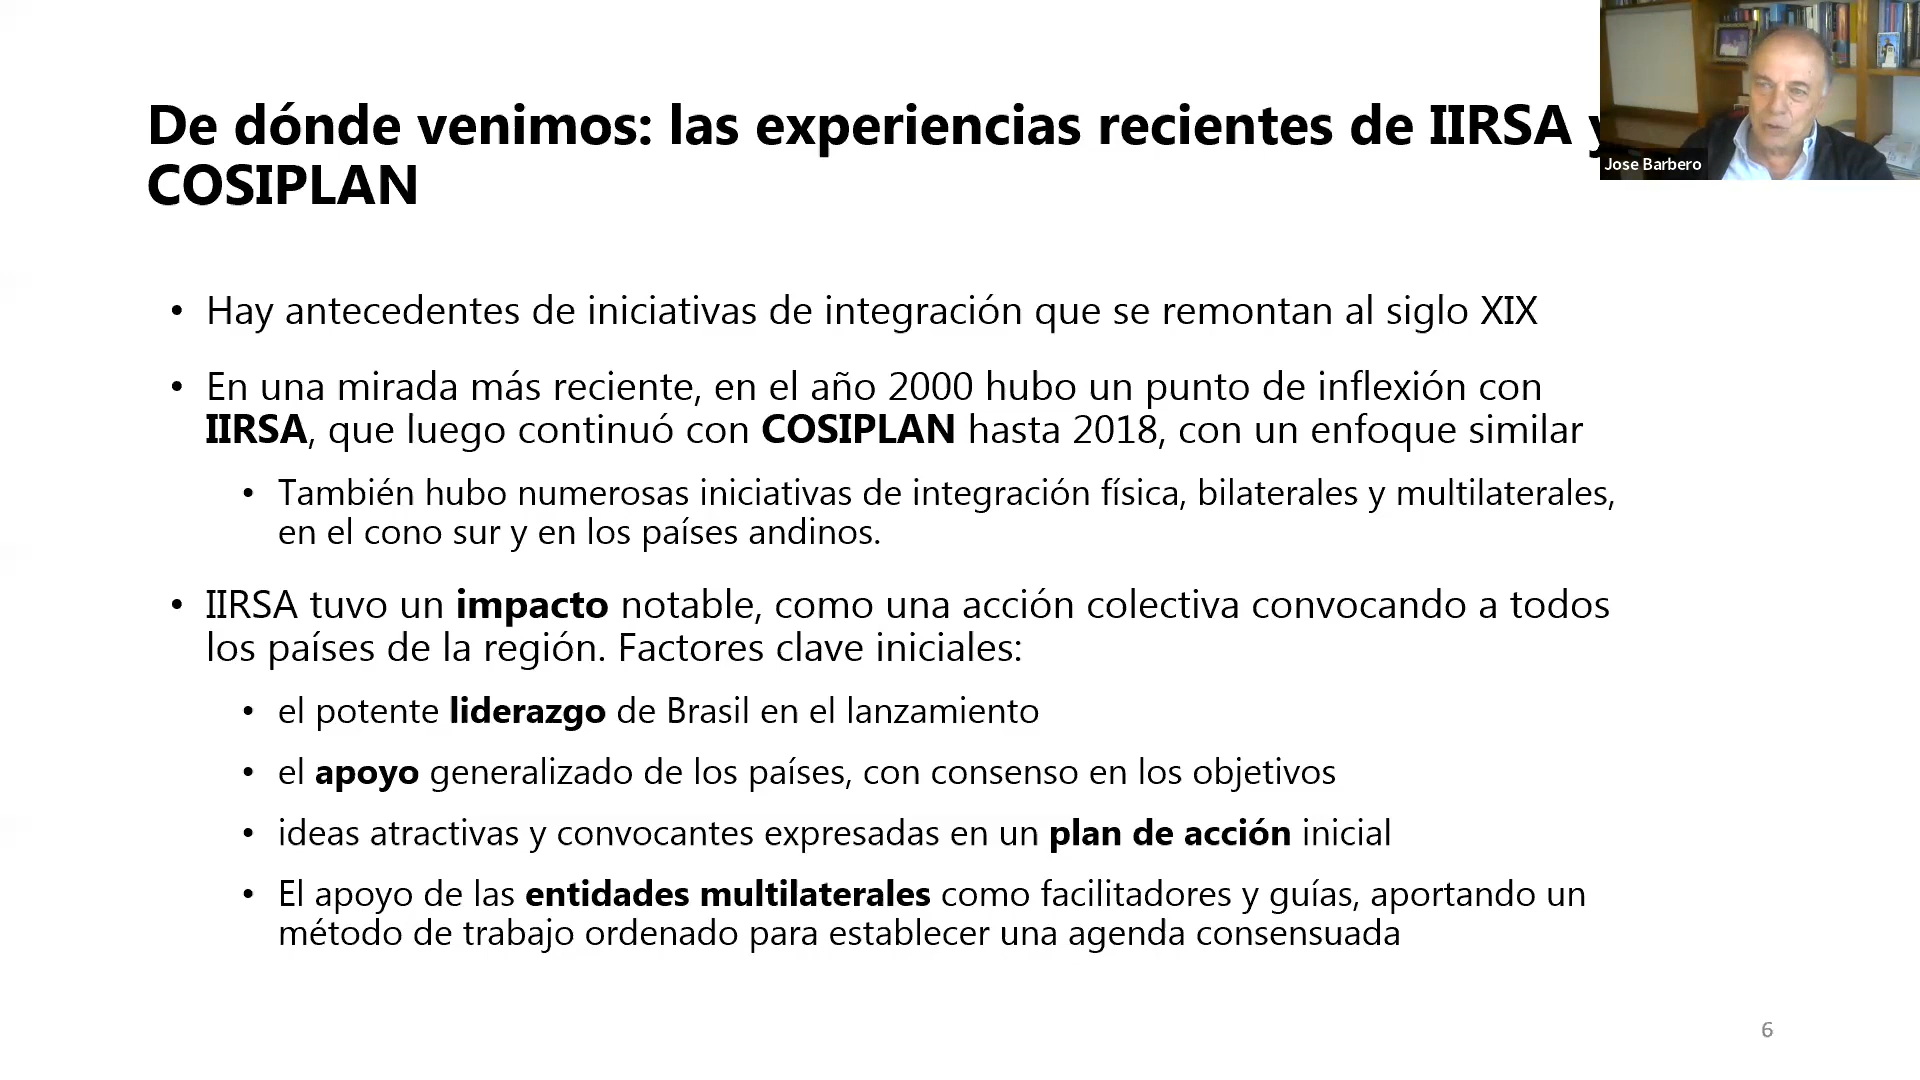 De dónde venimos: las experiencias recientes de IIRSA y
COSIPLAN
Jose Barbero
• Hay antecedentes de iniciativas de integración que se remontan al siglo XIX
• En una mirada más reciente, en el año 2000 hubo un punto de inflexión con
IIRSA, que luego continuó con COSIPLAN hasta 2018, con un enfoque similar
• También hubo numerosas iniciativas de integración física, bilaterales y multilaterales,
en el cono sur y en los países andinos.
• IIRSA tuvo un impacto notable, como una acción colectiva convocando a todos
los países de la región. Factores clave iniciales:
• el potente liderazgo de Brasil en el lanzamiento
• el apoyo generalizado de los países, con consenso en los objetivos
• ideas atractivas y convocantes expresadas en un plan de acción inicial
• El apoyo de las entidades multilaterales como facilitadores y guías, aportando un
método de trabajo ordenado para establecer una agenda consensuada
6